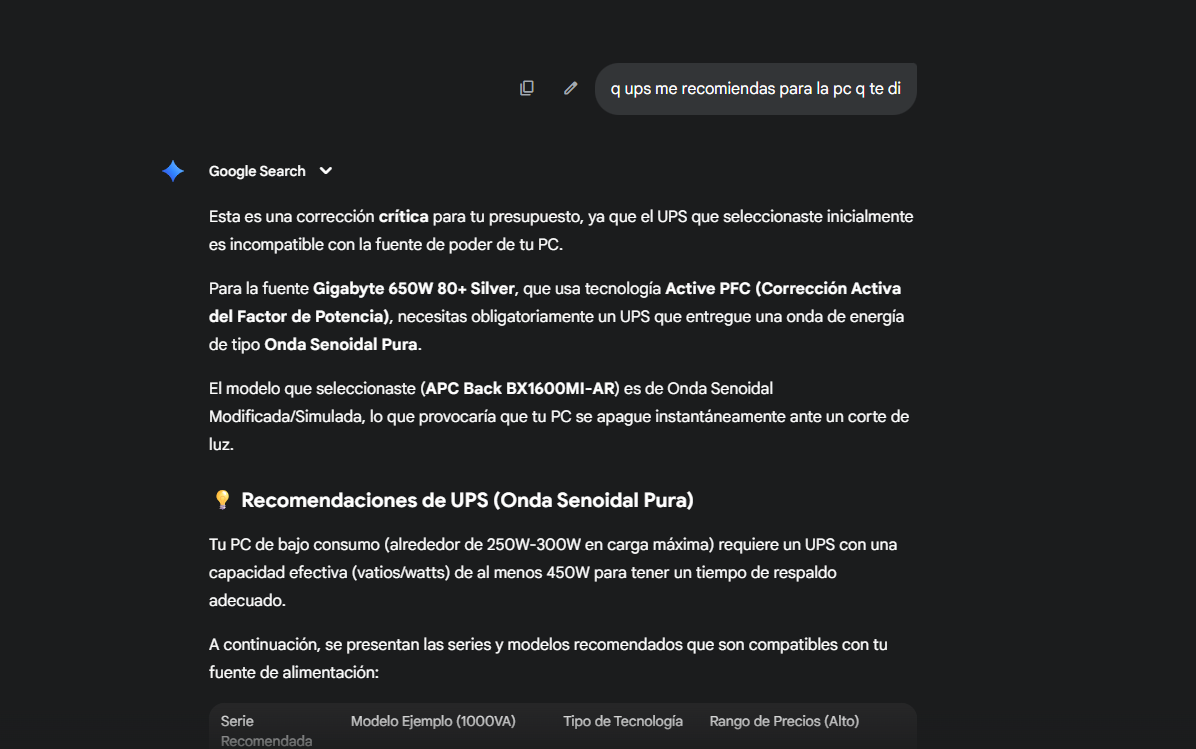 q ups me recomiendas para la pc q te di
Google Search
Esta es una corrección crítica para tu presupuesto, ya que el UPS que seleccionaste inicialmente
es incompatible con la fuente de poder de tu PC.
Para la fuente Gigabyte 650W 80+ Silver, que usa tecnología Active PFC (Corrección Activa
del Factor de Potencia), necesitas obligatoriamente un UPS que entregue una onda de energía
de tipo Onda Senoidal Pura.
El modelo que seleccionaste (APC Back BX1600MI-AR) es de Onda Senoidal
Modificada/Simulada, lo que provocaría que tu PC se apague instantáneamente ante un corte de
luz.
💡 Recomendaciones de UPS (Onda Senoidal Pura)
Tu PC de bajo consumo (alrededor de 250W-300W en carga máxima) requiere un UPS con una
capacidad efectiva (vatios/watts) de al menos 450W para tener un tiempo de respaldo
adecuado.
A continuación, se presentan las series y modelos recomendados que son compatibles con tu
fuente de alimentación:
Serie Modelo Ejemplo (1000VA) Tipo de Tecnología Rango de Precios (Alto)
Recomendada